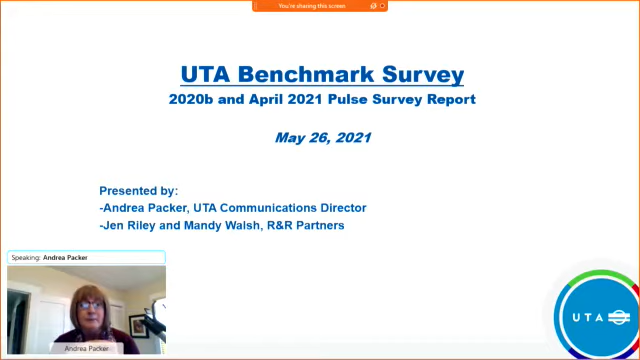 You're sharing this screen
UTA Benchmark Survey
2020b and April 2021 Pulse Survey Report
May 26, 2021
Presented by:
-Andrea Packer, UTA Communications Director
-Jen Riley and Mandy Walsh, R&R Partners
Speaking: Andrea Packer
Andrea Packer
UTA